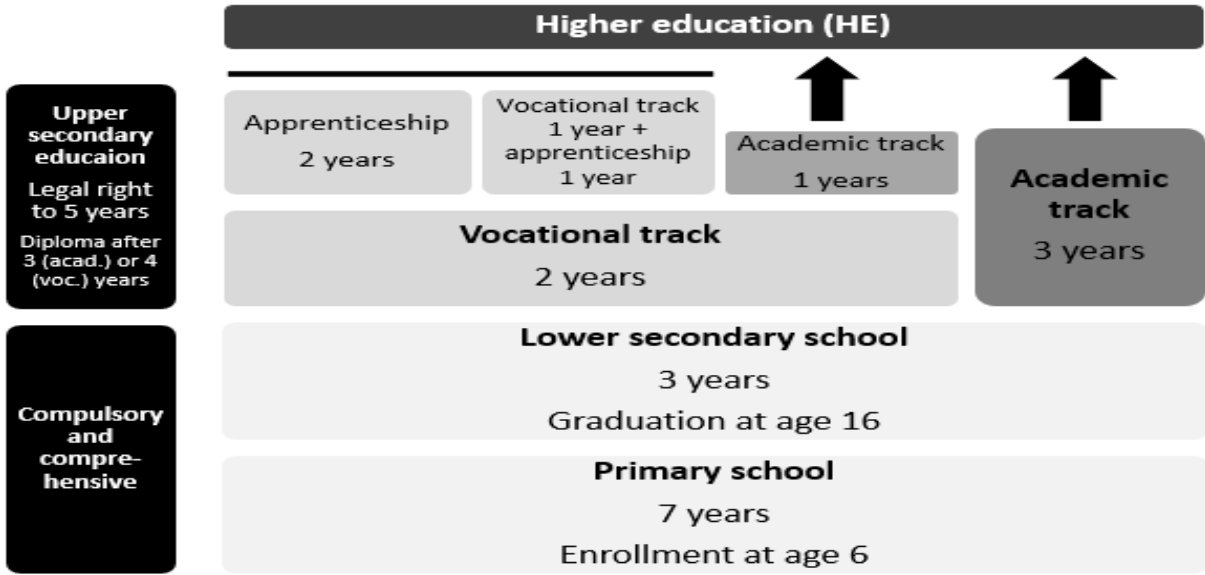 Higher education (HE)
Upper
secondary
educaion
Legal right
to 5 years
Diploma after
3 (acad.) or 4
(voc.) years
Apprenticeship
2 years
Vocational track
1 year +
apprenticeship
1 year
Academic track
1 years
Academic
track
3 years
Vocational track
2 years
Compulsory
and
compre-
hensive
Lower secondary school
3 years
Graduation at age 16
Primary school
7 years
Enrollment at age 6